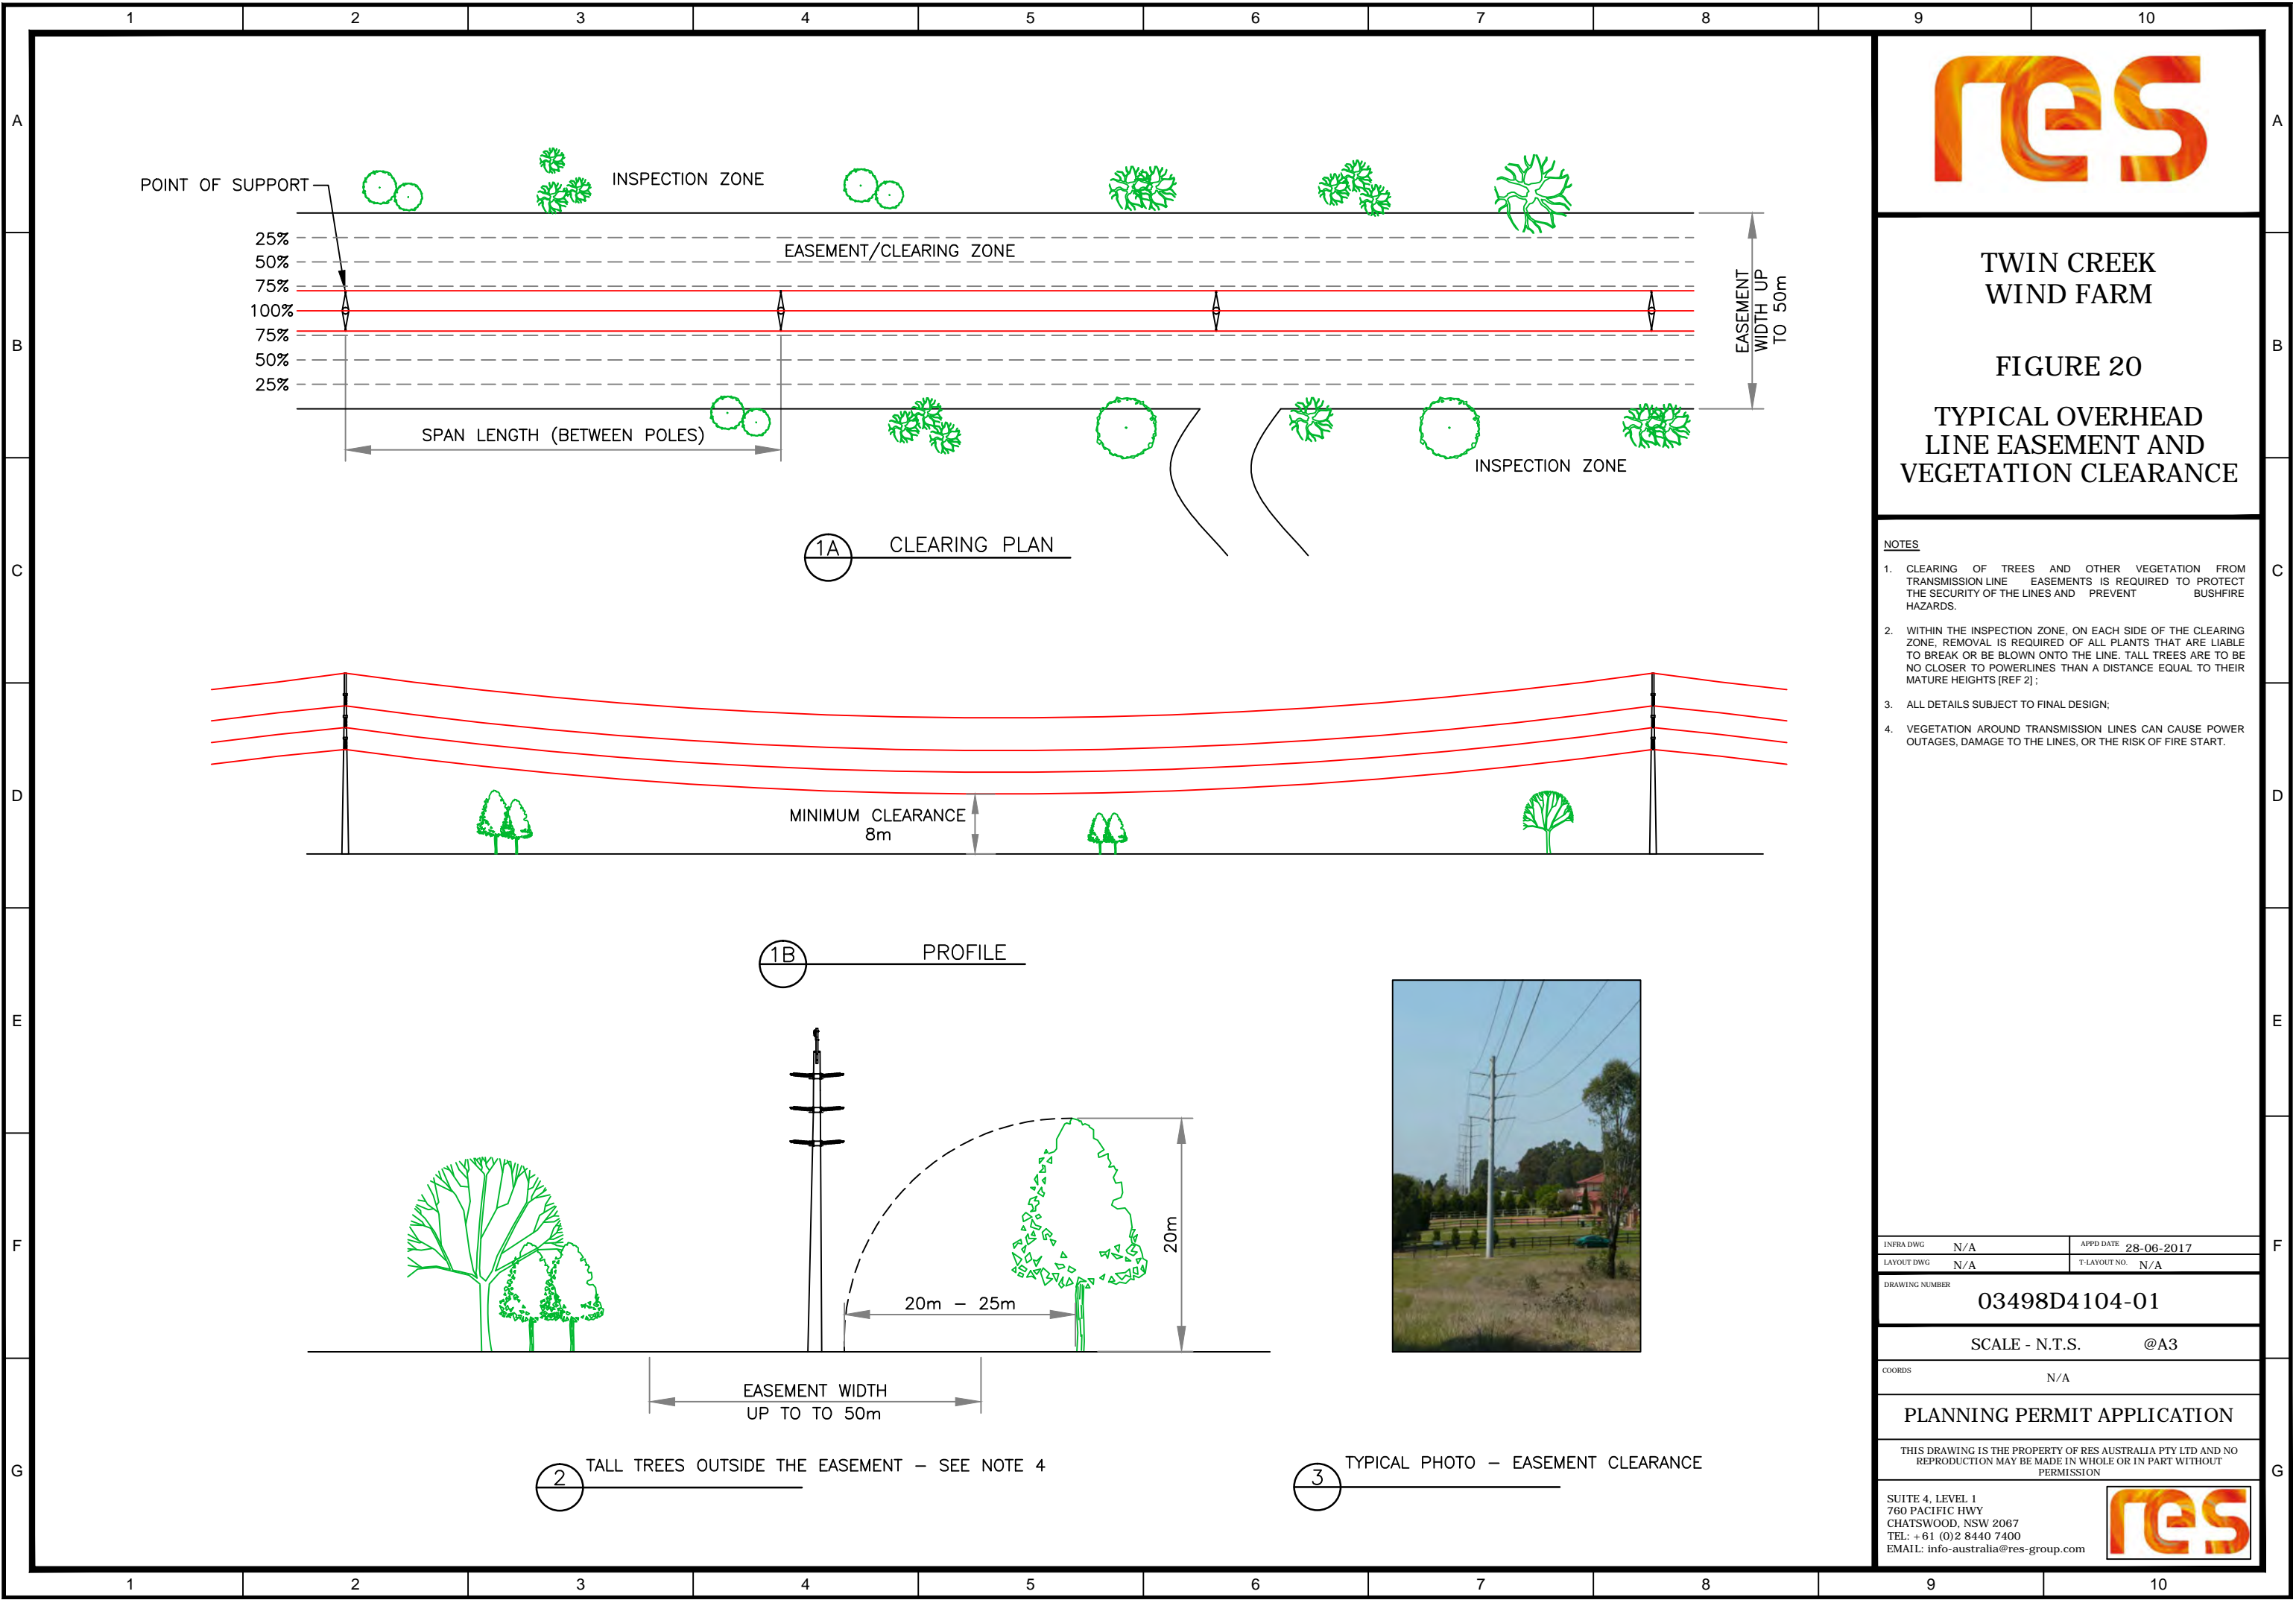 1 2 3 4 5 6 7 8 9 10
A
B
C
D
E
F
G
POINT OF SUPPORT
INSPECTION ZONE
25%
EASEMENT/CLEARING ZONE
50%
75%
100%
75%
50%
25%
EASEMENT
WIDTH UP
TO 50m
SPAN LENGTH (BETWEEN POLES)
INSPECTION ZONE
1A CLEARING PLAN
MINIMUM CLEARANCE
8m
1B PROFILE
20m
20m – 25m
EASEMENT WIDTH
UP TO TO 50m
2 TALL TREES OUTSIDE THE EASEMENT – SEE NOTE 4
3 TYPICAL PHOTO – EASEMENT CLEARANCE
res
TWIN CREEK
WIND FARM
FIGURE 20
TYPICAL OVERHEAD
LINE EASEMENT AND
VEGETATION CLEARANCE
NOTES
1. CLEARING OF TREES AND OTHER VEGETATION FROM
TRANSMISSION LINE EASEMENTS IS REQUIRED TO PROTECT
THE SECURITY OF THE LINES AND PREVENT BUSHFIRE
HAZARDS.
2. WITHIN THE INSPECTION ZONE, ON EACH SIDE OF THE CLEARING
ZONE, REMOVAL IS REQUIRED OF ALL PLANTS THAT ARE LIABLE
TO BREAK OR BE BLOWN ONTO THE LINE. TALL TREES ARE TO BE
NO CLOSER TO POWERLINES THAN A DISTANCE EQUAL TO THEIR
MATURE HEIGHTS [REF 2] ;
3. ALL DETAILS SUBJECT TO FINAL DESIGN;
4. VEGETATION AROUND TRANSMISSION LINES CAN CAUSE POWER
OUTAGES, DAMAGE TO THE LINES, OR THE RISK OF FIRE START.
INFRA DWG N/A APPD DATE 28-06-2017
LAYOUT DWG N/A T-LAYOUT NO. N/A
DRAWING NUMBER
03498D4104-01
SCALE - N.T.S. @A3
COORDS
N/A
PLANNING PERMIT APPLICATION
THIS DRAWING IS THE PROPERTY OF RES AUSTRALIA PTY LTD AND NO
REPRODUCTION MAY BE MADE IN WHOLE OR IN PART WITHOUT
PERMISSION
SUITE 4, LEVEL 1
760 PACIFIC HWY
CHATSWOOD, NSW 2067
TEL: +61 (0)2 8440 7400
EMAIL: info-australia@res-group.com
res
A
B
C
D
E
F
G
1 2 3 4 5 6 7 8 9 10